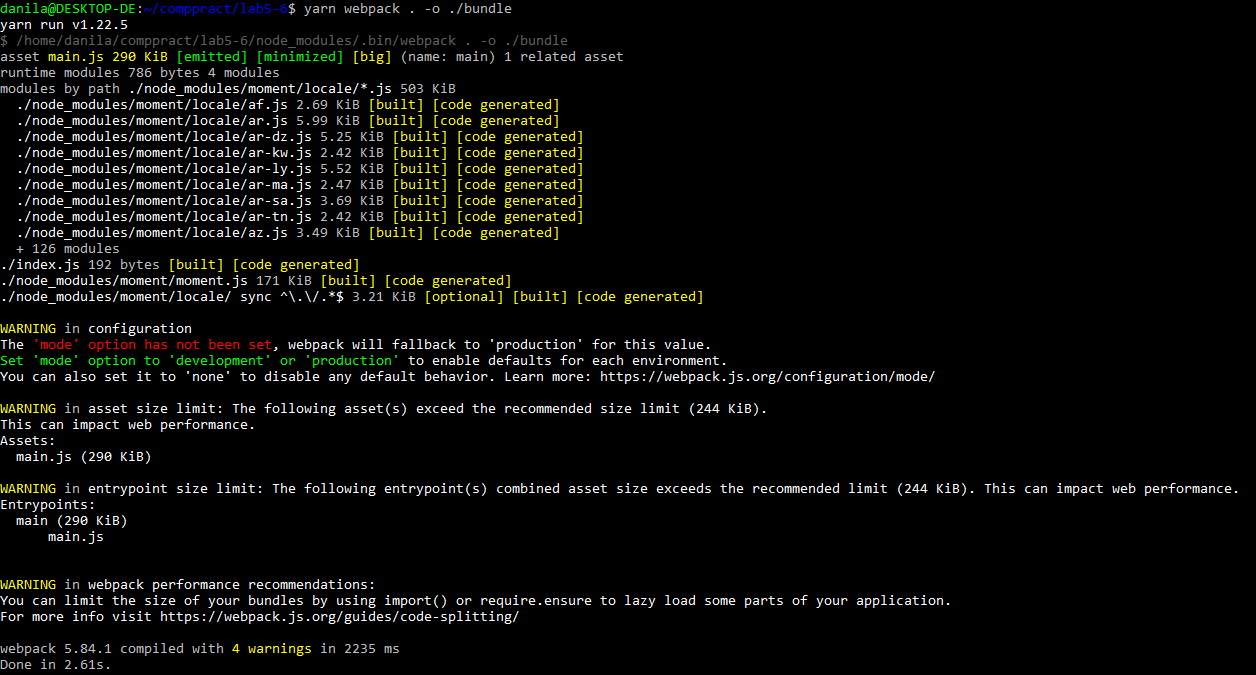 danila@DESKTOP-DE:~/comppract/lab5-6$ yarn webpack . -o ./bundle
yarn run v1.22.5
$ /home/danila/comppract/lab5-6/node_modules/.bin/webpack . -o ./bundle
asset main.js 290 KiB [emitted] [minimized] [big] (name: main) 1 related asset
runtime modules 786 bytes 4 modules
modules by path ./node_modules/moment/locale/*.js 503 KiB
  ./node_modules/moment/locale/af.js 2.69 KiB [built] [code generated]
  ./node_modules/moment/locale/ar.js 5.99 KiB [built] [code generated]
  ./node_modules/moment/locale/ar-dz.js 5.25 KiB [built] [code generated]
  ./node_modules/moment/locale/ar-kw.js 2.42 KiB [built] [code generated]
  ./node_modules/moment/locale/ar-ly.js 5.52 KiB [built] [code generated]
  ./node_modules/moment/locale/ar-ma.js 2.47 KiB [built] [code generated]
  ./node_modules/moment/locale/ar-sa.js 3.69 KiB [built] [code generated]
  ./node_modules/moment/locale/ar-tn.js 2.42 KiB [built] [code generated]
  ./node_modules/moment/locale/az.js 3.49 KiB [built] [code generated]
  + 126 modules
./index.js 192 bytes [built] [code generated]
./node_modules/moment/moment.js 171 KiB [built] [code generated]
./node_modules/moment/locale/ sync ^\.\/.*$ 3.21 KiB [optional] [built] [code generated]

WARNING in configuration
The 'mode' option has not been set, webpack will fallback to 'production' for this value.
Set 'mode' option to 'development' or 'production' to enable defaults for each environment.
You can also set it to 'none' to disable any default behavior. Learn more: https://webpack.js.org/configuration/mode/

WARNING in asset size limit: The following asset(s) exceed the recommended size limit (244 KiB).
This can impact web performance.
Assets:
  main.js (290 KiB)

WARNING in entrypoint size limit: The following entrypoint(s) combined asset size exceeds the recommended limit (244 KiB). This can impact web performance.
Entrypoints:
  main (290 KiB)
      main.js

WARNING in webpack performance recommendations:
You can limit the size of your bundles by using import() or require.ensure to lazy load some parts of your application.
For more info visit https://webpack.js.org/guides/code-splitting/

webpack 5.84.1 compiled with 4 warnings in 2235 ms
Done in 2.61s.